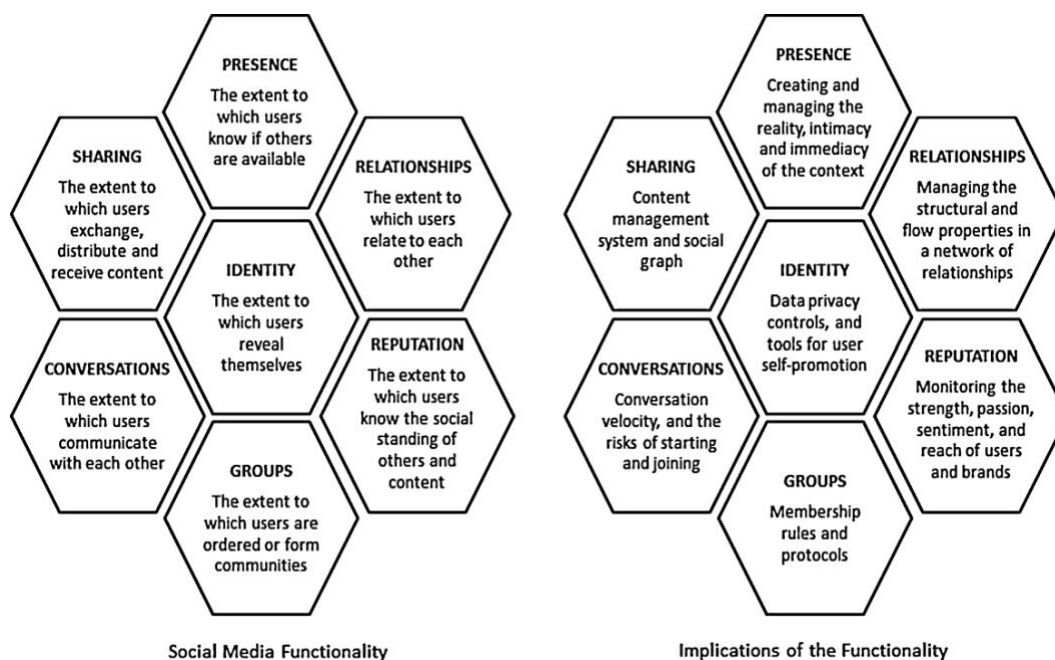 PRESENCE
The extent to
which users
know if others
are available
SHARING
The extent to
which users
exchange,
distribute and
receive content
RELATIONSHIPS
The extent to
which users
relate to each
other
IDENTITY
The extent to
which users
reveal
themselves
CONVERSATIONS
The extent to
which users
communicate
with each other
REPUTATION
The extent to
which users
know the social
standing of
others and
content
GROUPS
The extent to
which users are
ordered or form
communities
Social Media Functionality
PRESENCE
Creating and
managing the
reality, intimacy
and immediacy
of the context
SHARING
Content
management
system and social
graph
RELATIONSHIPS
Managing the
structural and
flow properties in
a network of
relationships
IDENTITY
Data privacy
controls, and
tools for user
self-promotion
CONVERSATIONS
Conversation
velocity, and the
risks of starting
and joining
REPUTATION
Monitoring the
strength, passion,
sentiment, and
reach of users
and brands
GROUPS
Membership
rules and
protocols
Implications of the Functionality